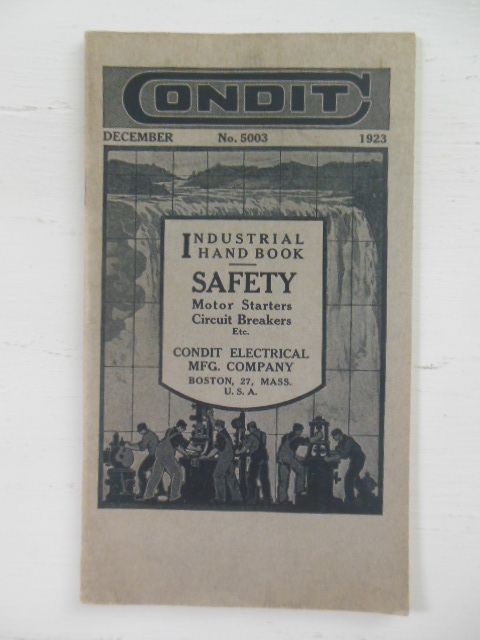 CONDIT
DECEMBER No. 5003 1923
INDUSTRIAL
HAND BOOK
SAFETY
Motor Starters
Circuit Breakers
Etc.
CONDIT ELECTRICAL
MFG. COMPANY
BOSTON, 27, MASS.
U. S. A.